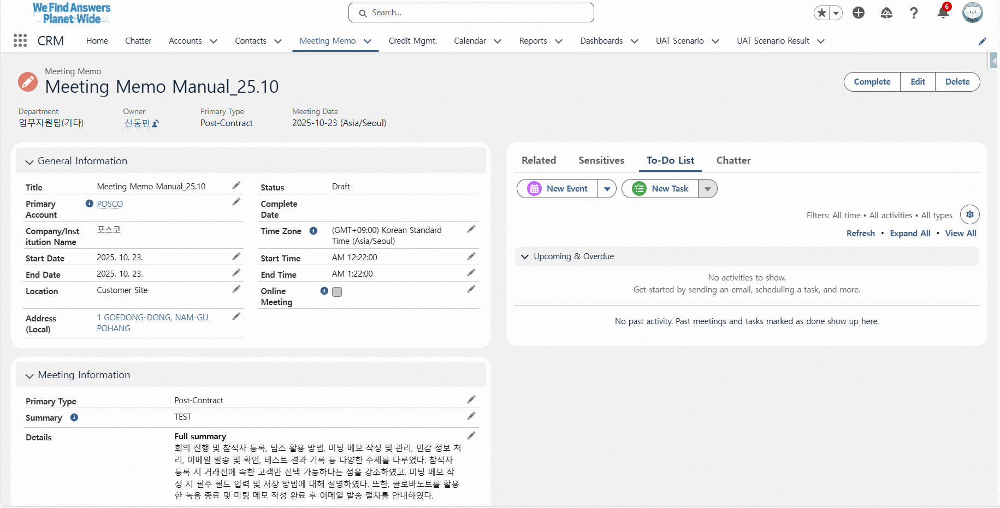 We Find Answers
Planet-Wide
Search...
6
CRM
Home
Chatter
Accounts
Contacts
Meeting Memo
Credit Mgmt.
Calendar
Reports
Dashboards
UAT Scenario
UAT Scenario Result
Meeting Memo
Meeting Memo Manual_25.10
Complete
Edit
Delete
Department
Owner
Primary Type
Meeting Date
업무지원팀(기타)
신동민
Post-Contract
2025-10-23 (Asia/Seoul)
General Information
Title
Meeting Memo Manual_25.10
Status
Draft
Primary
Account
POSCO
Complete
Date
Company/Inst
itution Name
포스코
Time Zone
(GMT+09:00) Korean Standard
Time (Asia/Seoul)
Start Date
2025. 10. 23.
Start Time
AM 12:22:00
End Date
2025. 10. 23.
End Time
AM 1:22:00
Location
Customer Site
Online
Meeting
Address
(Local)
1 GOEDONG-DONG, NAM-GU
POHANG
Meeting Information
Primary Type
Post-Contract
Summary
TEST
Details
Full summary
회의 진행 및 참석자 등록, 팀즈 활용 방법, 미팅 메모 작성 및 관리, 민감 정보 처
리, 이메일 발송 및 확인, 테스트 결과 기록 등 다양한 주제를 다루었다. 참석자
등록 시 거래선에 속한 고객만 선택 가능하다는 점을 강조하였고, 미팅 메모 작
성 시 필수 필드 입력 및 저장 방법에 대해 설명하였다. 또한, 클로바노트를 활용
한 녹음 종료 및 미팅 메모 작성 완료 후 이메일 발송 절차를 안내하였다.
Related
Sensitives
To-Do List
Chatter
New Event
New Task
Filters: All time • All activities • All types
Refresh • Expand All • View All
Upcoming & Overdue
No activities to show.
Get started by sending an email, scheduling a task, and more.
No past activity. Past meetings and tasks marked as done show up here.